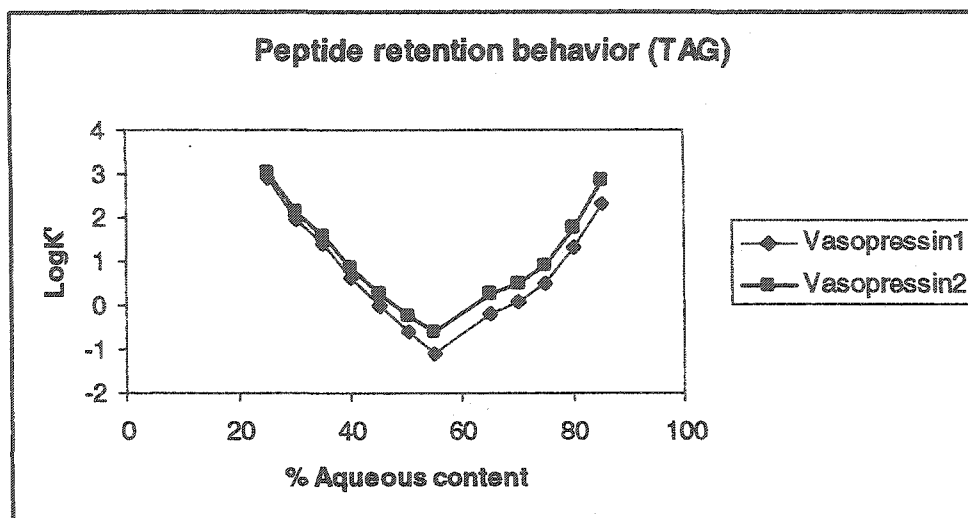 Peptide retention behavior (TAG)
LogK'
4
3
2
1
0
-1
-2
0 20 40 60 80 100
% Aqueous content
Vasopressin1
Vasopressin2